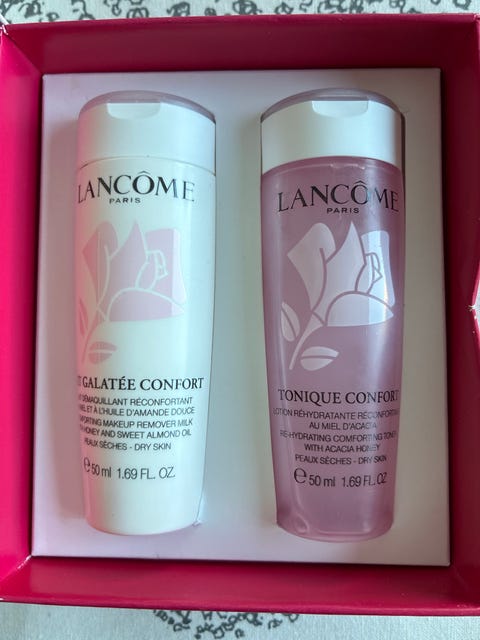 LANCÔME
PARIS
T GALATÉE CONFORT
T DÉMAQUILLANT RÉCONFORTANT
MIEL ET À L'HUILE D'AMANDE DOUCE
FORTING MAKEUP REMOVER MILK
HONEY AND SWEET ALMOND OIL
PEAUX SÈCHES - DRY SKIN
℮ 50 ml 1.69 FL. OZ.
LANCÔME
PARIS
TONIQUE CONFORT
LOTION RÉHYDRATANTE RÉCONFORTA
AU MIEL D'ACACIA
RE-HYDRATING COMFORTING TONER
WITH ACACIA HONEY
PEAUX SÈCHES - DRY SKIN
℮ 50 ml 1.69 FL. OZ.